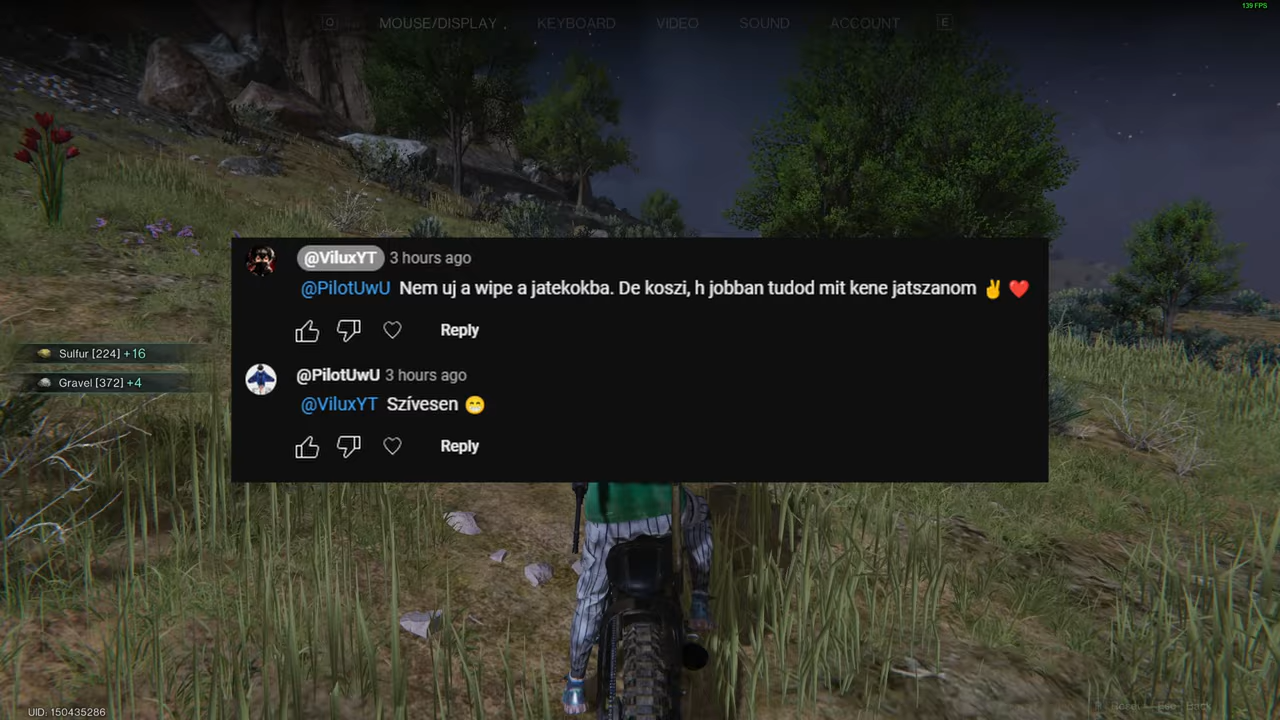 139 FPS
Q MOUSE/DISPLAY KEYBOARD VIDEO SOUND ACCOUNT E
@ViluxYT 3 hours ago
@PilotUwU Nem uj a wipe a jatekokba. De koszi, h jobban tudod mit kene jatszanom ✌️ ❤️
Reply
Sulfur [224] +16
@PilotUwU 3 hours ago
Gravel [372] +4
@ViluxYT Szívesen 😁
Reply
UID: 150435286
Back